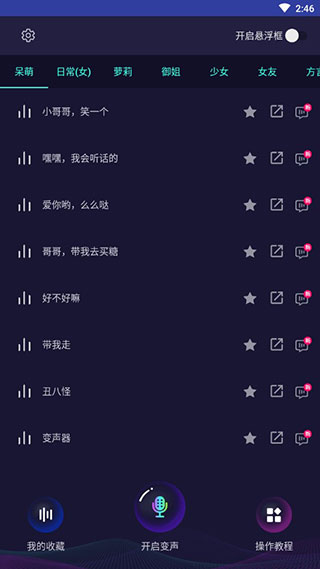 2:46
开启悬浮框
呆萌 日常(女) 萝莉 御姐 少女 女友 方言
小哥哥，笑一个
嘿嘿，我会听话的
爱你哟，么么哒
哥哥，带我去买糖
好不好嘛
带我走
丑八怪
变声器
我的收藏 开启变声 操作教程